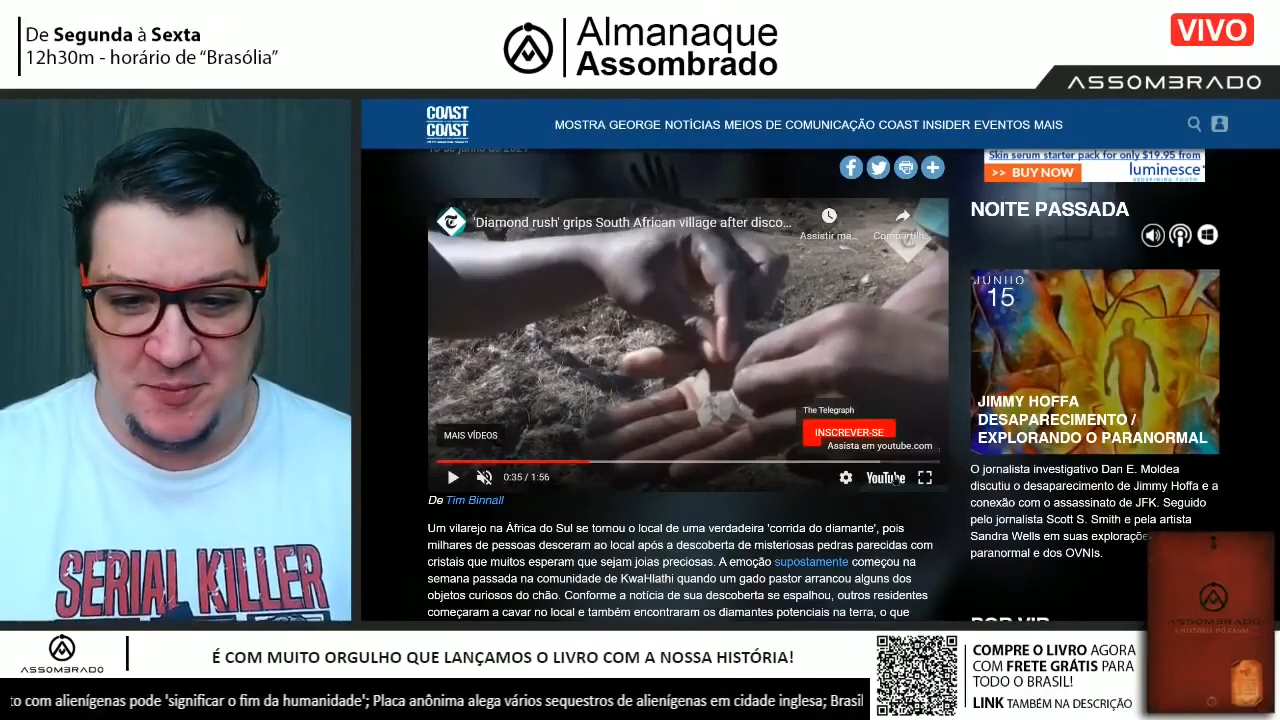 De Segunda à Sexta
12h30m - horário de “Brasólia”
Almanaque
Assombrado
VIVO
ASSOMBRADO
COAST
COAST
MOSTRA GEORGE NOTÍCIAS MEIOS DE COMUNICAÇÃO COAST INSIDER EVENTOS MAIS
Skin serum starter pack for only $19.95 from
>> BUY NOW
luminesce
'Diamond rush' grips South African village after disco...
Assistir ma...
Compartilh...
The Telegraph
INSCREVER-SE
Assista em youtube.com
MAIS VÍDEOS
0:35 / 1:56
YouTube
De Tim Binnall
Um vilarejo na África do Sul se tornou o local de uma verdadeira 'corrida do diamante', pois
milhares de pessoas desceram ao local após a descoberta de misteriosas pedras parecidas com
cristais que muitos esperam que sejam joias preciosas. A emoção supostamente começou na
semana passada na comunidade de KwaHlathi quando um gado pastor arrancou alguns dos
objetos curiosos do chão. Conforme a notícia de sua descoberta se espalhou, outros residentes
começaram a cavar no local e também encontraram os diamantes potenciais na terra, o que
NOITE PASSADA
JUNHO
15
JIMMY HOFFA
DESAPARECIMENTO /
EXPLORANDO O PARANORMAL
O jornalista investigativo Dan E. Moldea
discutiu o desaparecimento de Jimmy Hoffa e a
conexão com o assassinato de JFK. Seguido
pelo jornalista Scott S. Smith e pela artista
Sandra Wells em suas exploraçõe
paranormal e dos OVNIs.
SERIAL KILLER
ASSOMBRADO
É COM MUITO ORGULHO QUE LANÇAMOS O LIVRO COM A NOSSA HISTÓRIA!
COMPRE O LIVRO AGORA
COM FRETE GRÁTIS PARA
TODO O BRASIL!
LINK TAMBÉM NA DESCRIÇÃO
ASSOMBRADO
to com alienígenas pode 'significar o fim da humanidade'; Placa anônima alega vários sequestros de alienígenas em cidade inglesa; Brasil